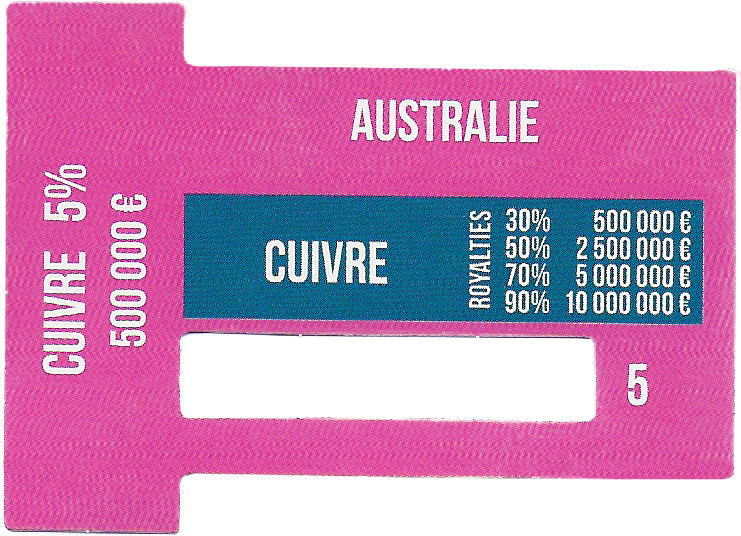 AUSTRALIE
CUIVRE 5%
500 000 €
CUIVRE
ROYALTIES
30% 500 000 €
50% 2 500 000 €
70% 5 000 000 €
90% 10 000 000 €
5